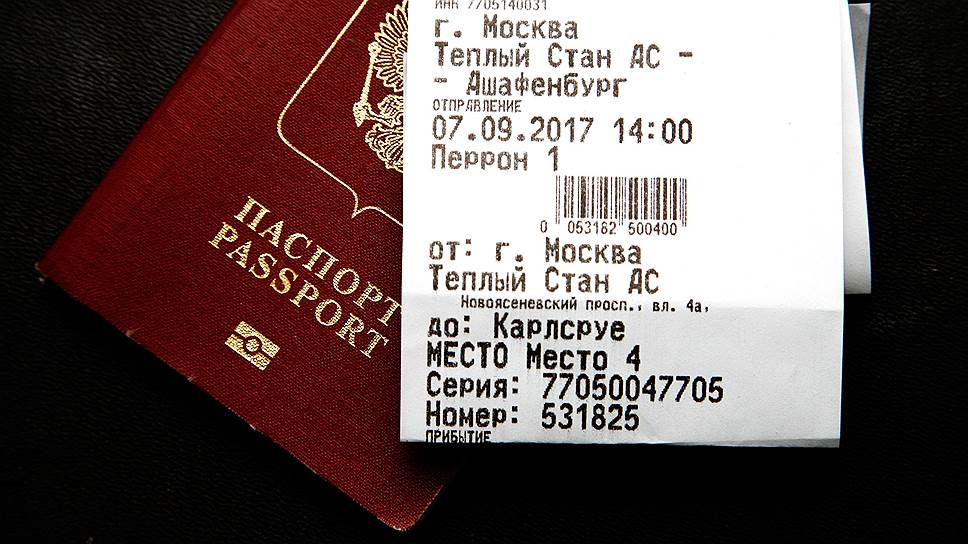 ПАСПОРТ
PASSPORT
ИНН 7705140031
г. Москва
Теплый Стан АС -
- Ашафенбург
ОТПРАВЛЕНИЕ
07.09.2017 14:00
Перрон 1
0 053182 500400
от: г. Москва
Теплый Стан АС
Новоясеневский просп., вл. 4а,
до: Карлсруе
МЕСТО Место 4
Серия: 77050047705
Номер: 531825
ПРИБЫТИЕ